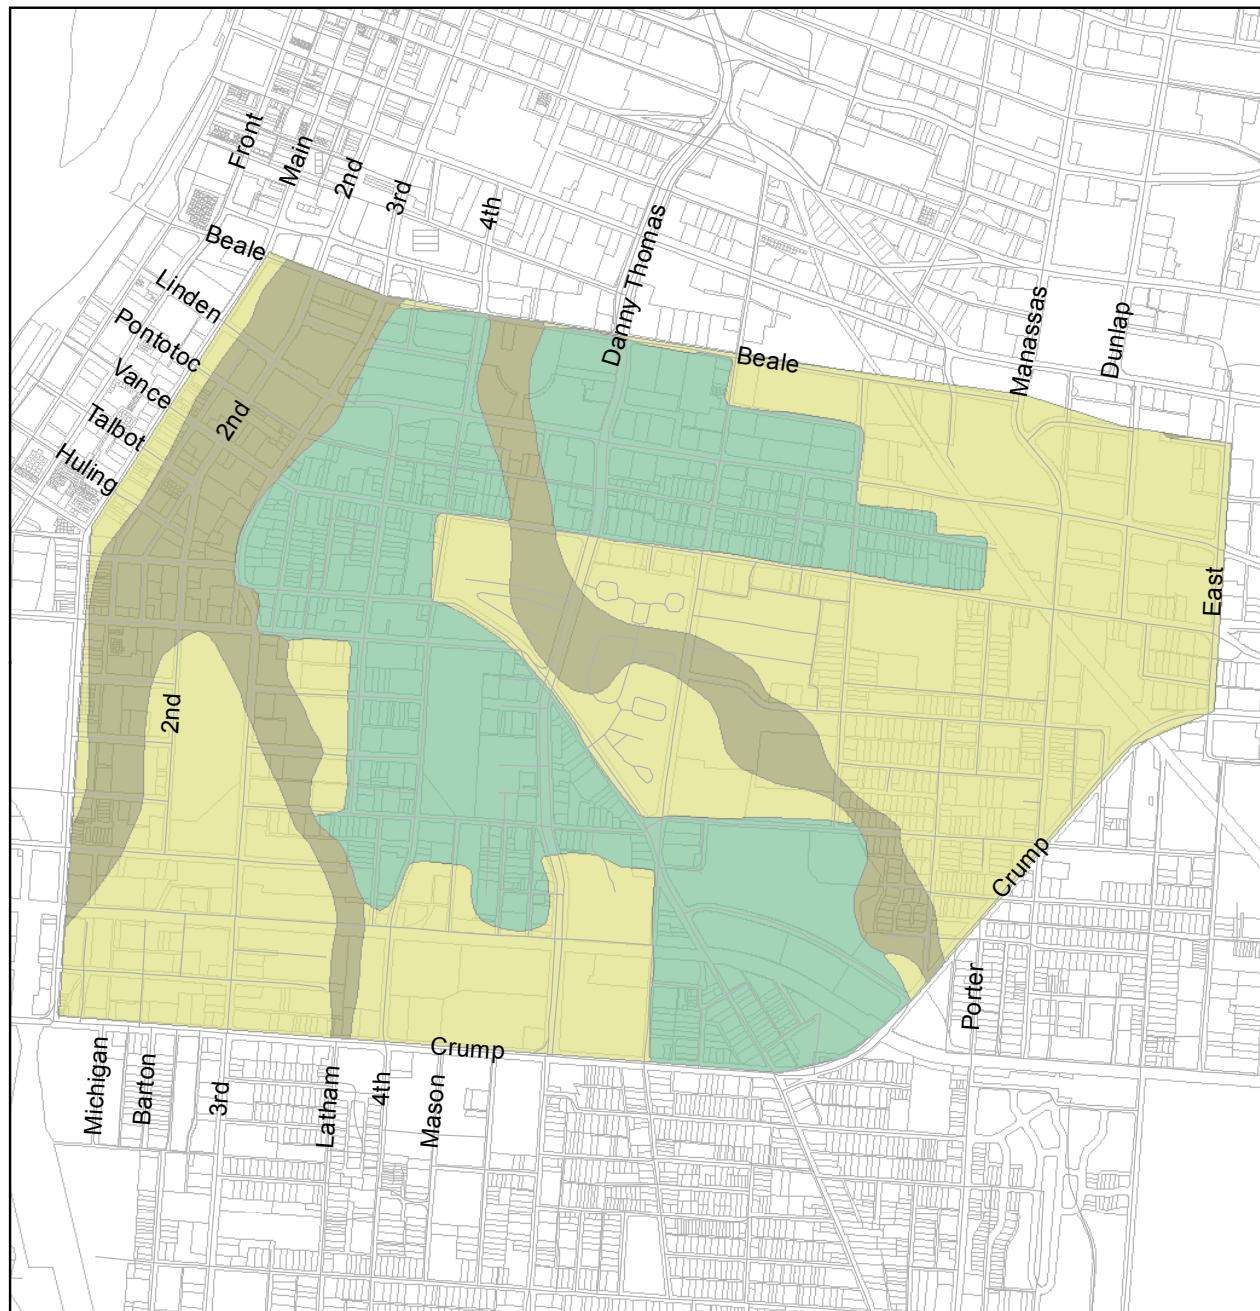 Front
Main
2nd
3rd
4th
Beale
Linden
Pontotoc
Vance
Talbot
Huling
2nd
Danny Thomas
Beale
Manassas
Dunlap
East
2nd
Crump
Porter
Crump
Michigan
Barton
3rd
Latham
4th
Mason